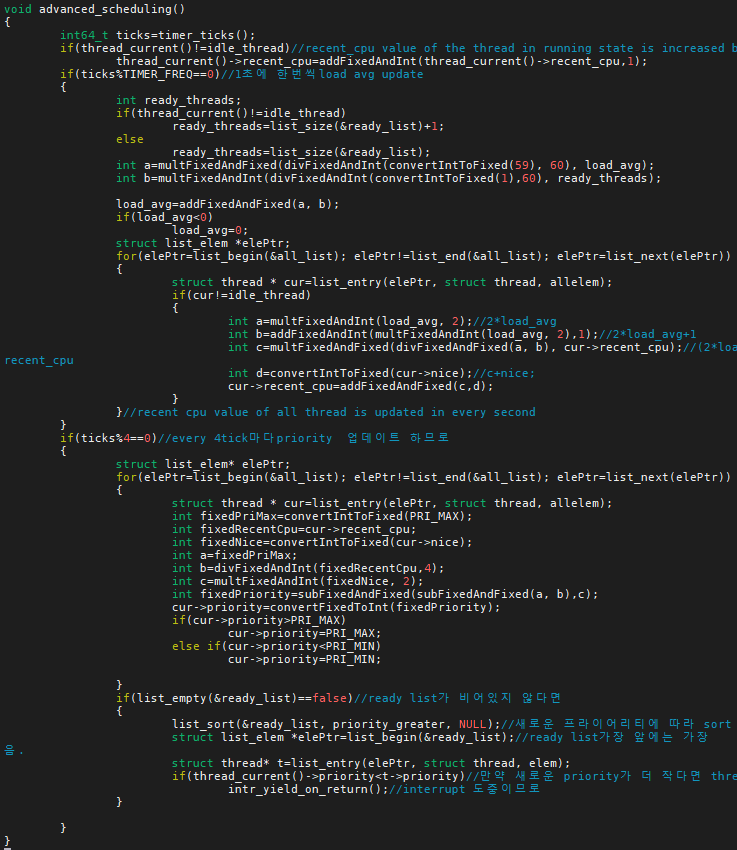 void advanced_scheduling()
{
        int64_t ticks=timer_ticks();
        if(thread_current()!=idle_thread)//recent_cpu value of the thread in running state is increased b
                thread_current()->recent_cpu=addFixedAndInt(thread_current()->recent_cpu,1);
        if(ticks%TIMER_FREQ==0)//1초에 한번씩load avg update
        {
                int ready_threads;
                if(thread_current()!=idle_thread)
                        ready_threads=list_size(&ready_list)+1;
                else
                        ready_threads=list_size(&ready_list);
                int a=multFixedAndFixed(divFixedAndInt(convertIntToFixed(59), 60), load_avg);
                int b=multFixedAndInt(divFixedAndInt(convertIntToFixed(1),60), ready_threads);

                load_avg=addFixedAndFixed(a, b);
                if(load_avg<0)
                        load_avg=0;
                struct list_elem *elePtr;
                for(elePtr=list_begin(&all_list); elePtr!=list_end(&all_list); elePtr=list_next(elePtr))
                {
                        struct thread * cur=list_entry(elePtr, struct thread, allelem);
                        if(cur!=idle_thread)
                        {
                                int a=multFixedAndInt(load_avg, 2);//2*load_avg
                                int b=addFixedAndInt(multFixedAndInt(load_avg, 2),1);//2*load_avg+1
                                int c=multFixedAndFixed(divFixedAndFixed(a, b), cur->recent_cpu);//(2*loa
recent_cpu
                                int d=convertIntToFixed(cur->nice);//c+nice;
                                cur->recent_cpu=addFixedAndFixed(c,d);
                        }
                }//recent cpu value of all thread is updated in every second
        }
        if(ticks%4==0)//every 4tick마다priority 업데이트 하므로
        {
                struct list_elem* elePtr;
                for(elePtr=list_begin(&all_list); elePtr!=list_end(&all_list); elePtr=list_next(elePtr))
                {
                        struct thread * cur=list_entry(elePtr, struct thread, allelem);
                        int fixedPriMax=convertIntToFixed(PRI_MAX);
                        int fixedRecentCpu=cur->recent_cpu;
                        int fixedNice=convertIntToFixed(cur->nice);
                        int a=fixedPriMax;
                        int b=divFixedAndInt(fixedRecentCpu,4);
                        int c=multFixedAndInt(fixedNice, 2);
                        int fixedPriority=subFixedAndFixed(subFixedAndFixed(a, b),c);
                        cur->priority=convertFixedToInt(fixedPriority);
                        if(cur->priority>PRI_MAX)
                                cur->priority=PRI_MAX;
                        else if(cur->priority<PRI_MIN)
                                cur->priority=PRI_MIN;

                }
                if(list_empty(&ready_list)==false)//ready list가 비어있지 않다면
                {
                        list_sort(&ready_list, priority_greater, NULL);//새로운 프라이어리티에 따라 sort
                        struct list_elem *elePtr=list_begin(&ready_list);//ready list가장 앞에는 가장
을.
                        struct thread* t=list_entry(elePtr, struct thread, elem);
                        if(thread_current()->priority<t->priority)//만약 새로운 priority가 더 작다면 thre
                                intr_yield_on_return();//interrupt 도중이므로
                }

        }
}